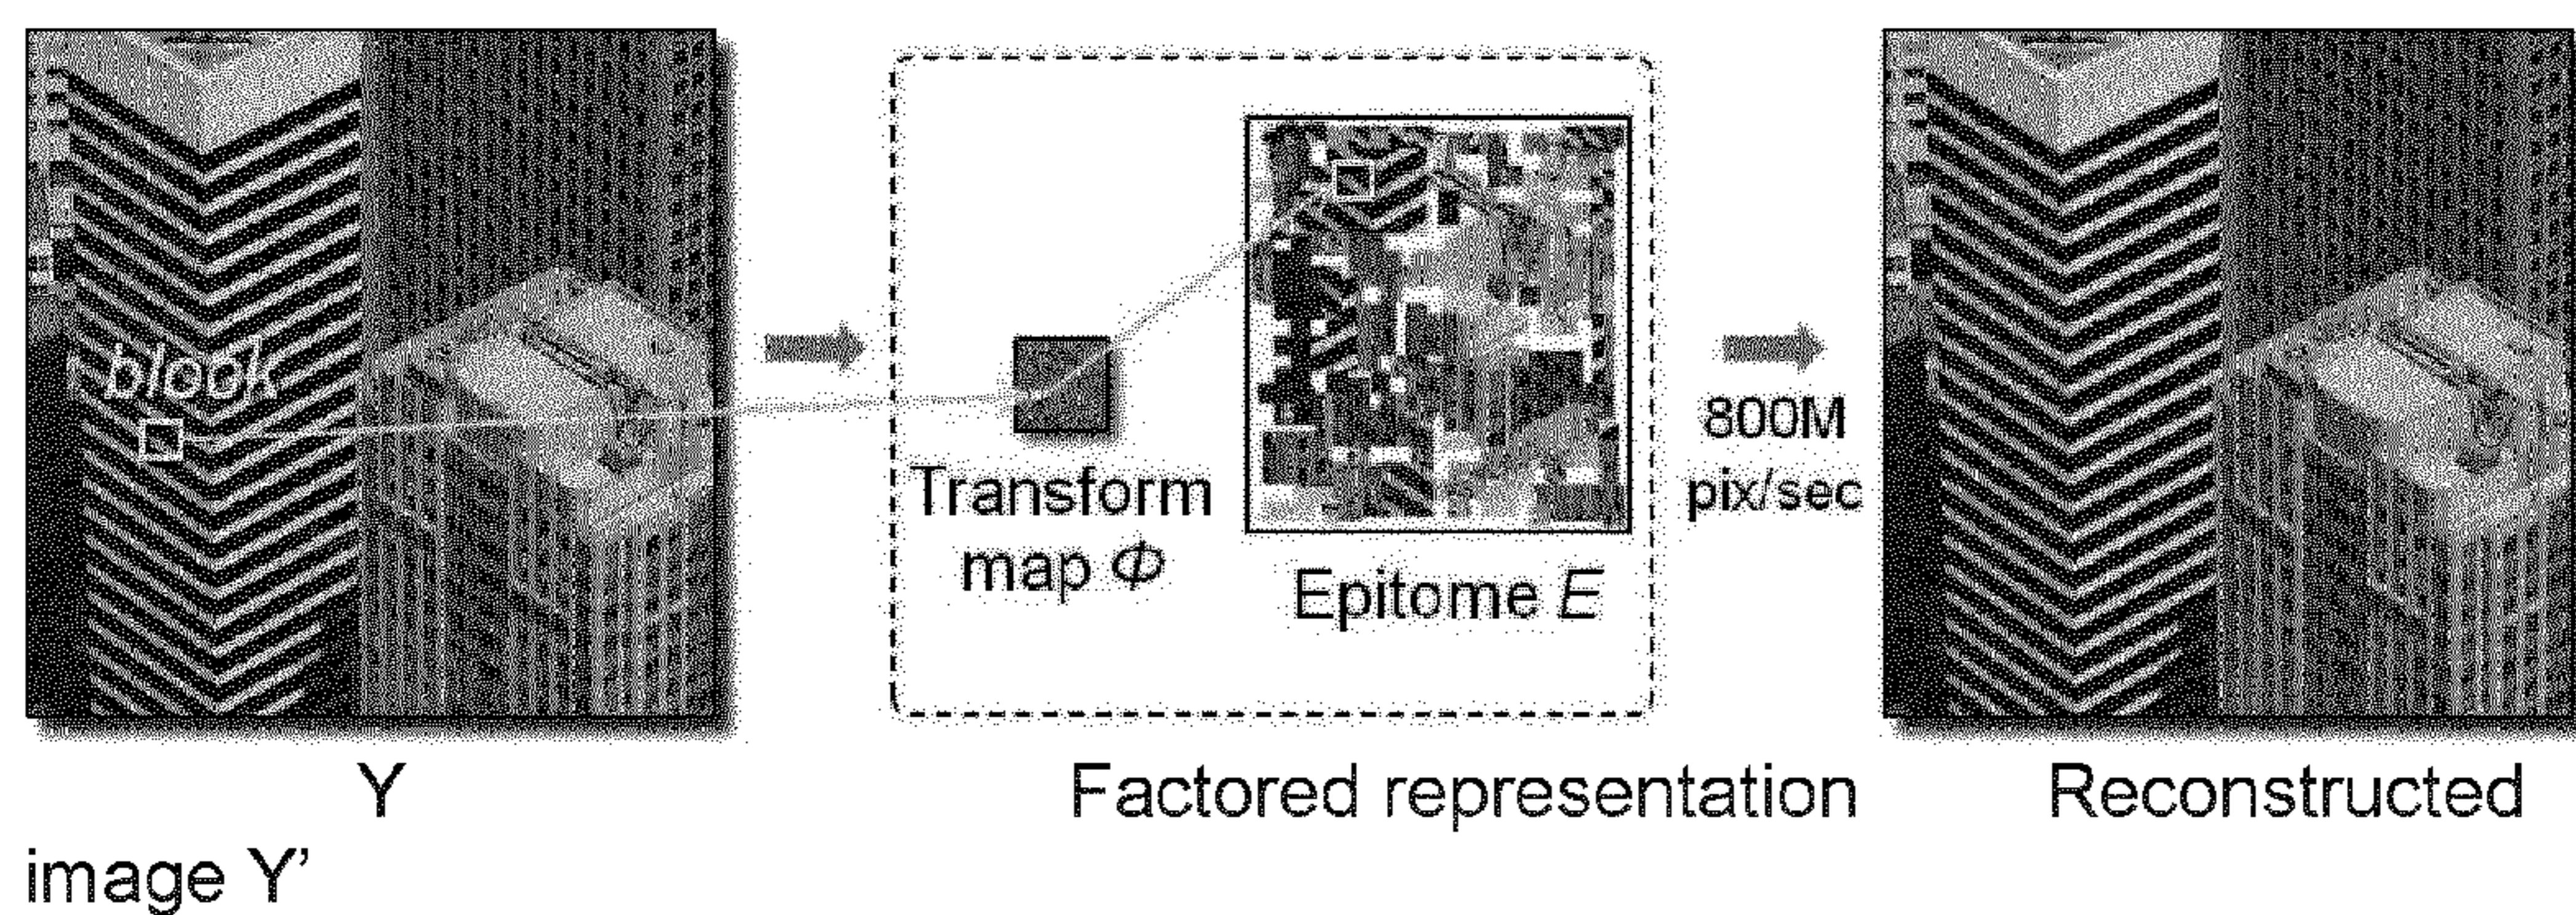 block
Transform
map Φ
Epitome E
800M
pix/sec
Y
Factored representation
Reconstructed
image Y’